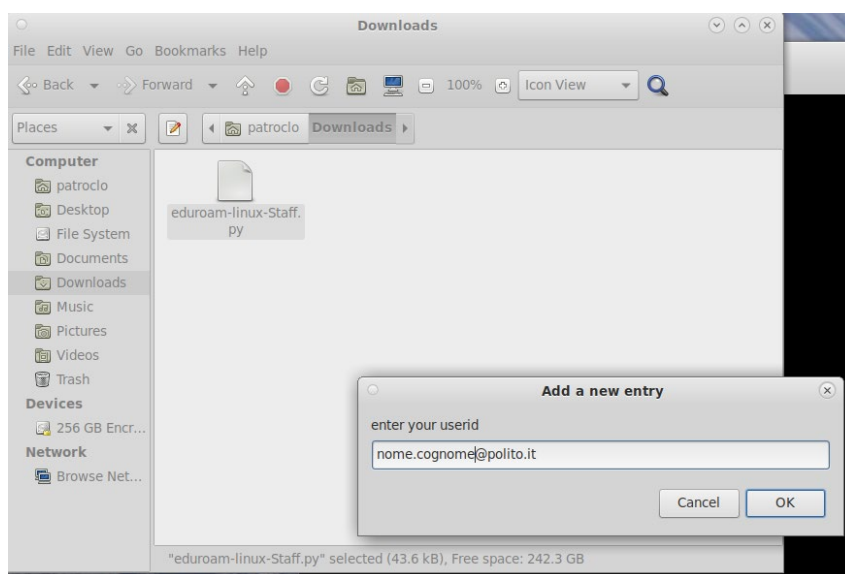 Downloads
File Edit View Go Bookmarks Help
Back Forward 100% Icon View
Places patroclo Downloads
Computer
patroclo
Desktop
File System
Documents
Downloads
Music
Pictures
Videos
Trash
Devices
256 GB Encr...
Network
Browse Net...
eduroam-linux-Staff.
py
Add a new entry
enter your userid
nome.cognome@polito.it
Cancel OK
"eduroam-linux-Staff.py" selected (43.6 kB), Free space: 242.3 GB